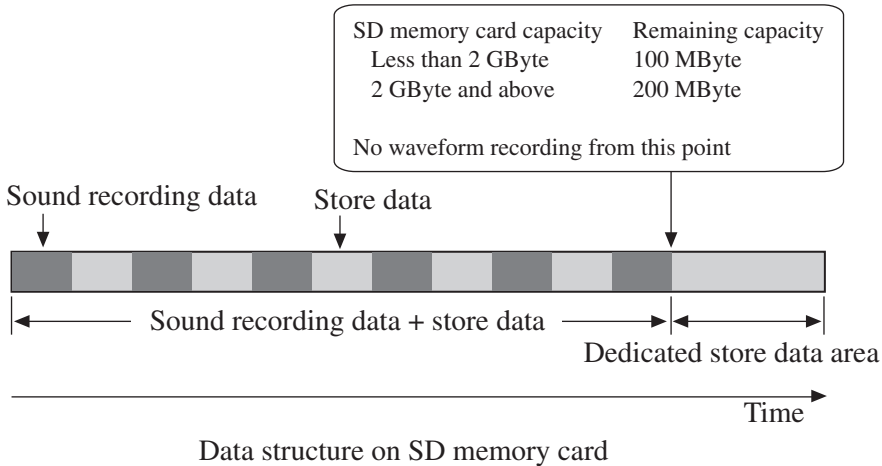 SD memory card capacity Remaining capacity
Less than 2 GByte 100 MByte
2 GByte and above 200 MByte
No waveform recording from this point
Sound recording data
Store data
Sound recording data + store data
Dedicated store data area
Time
Data structure on SD memory card